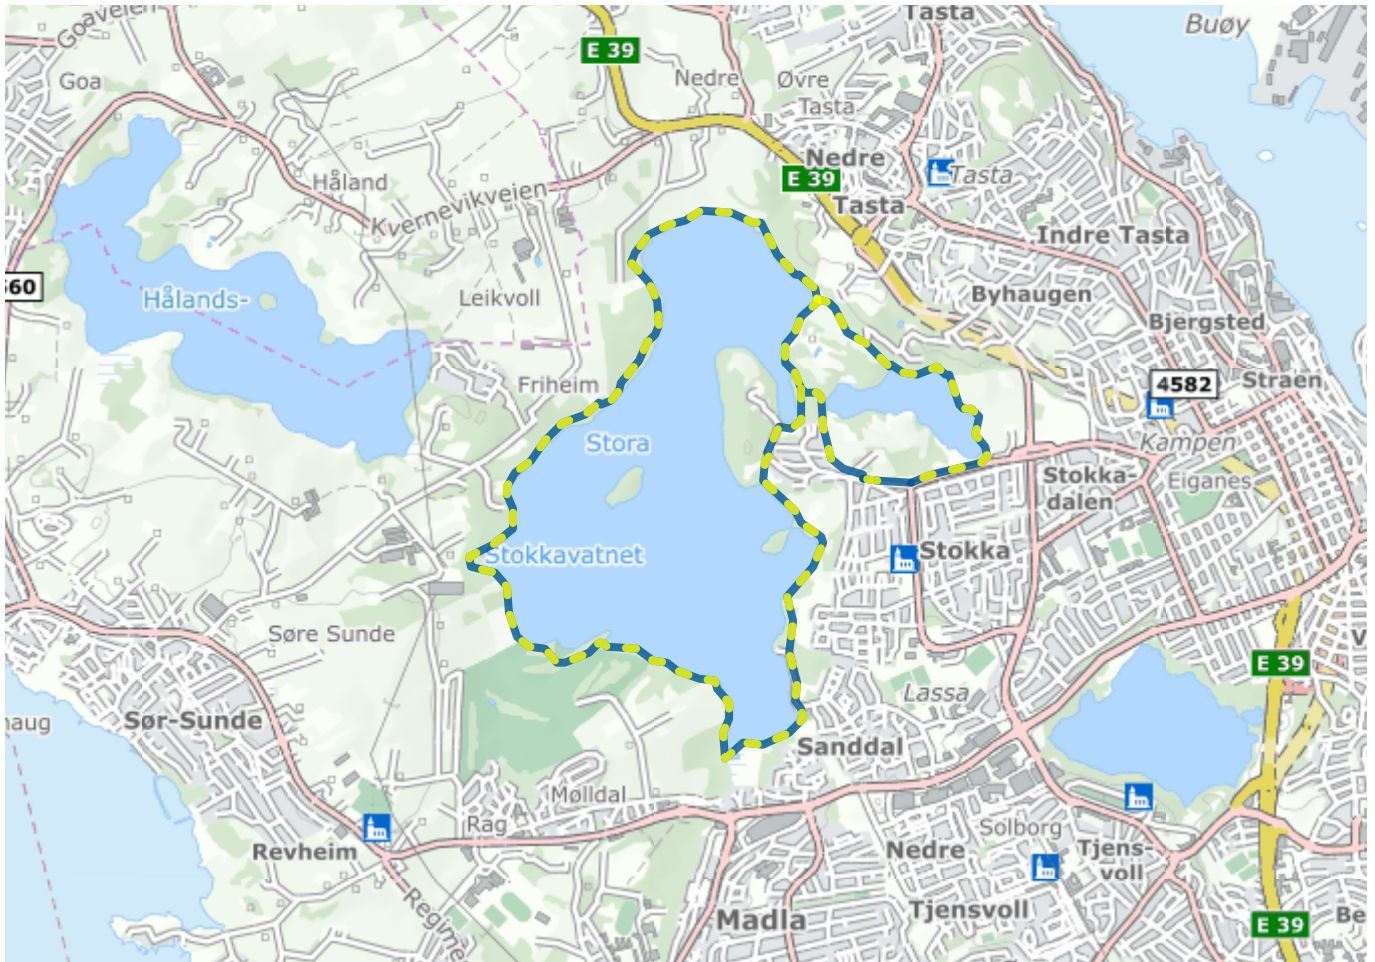 Tasta
Buøy
Goaveien
E 39
Goa
Nedre
Øvre
Tasta
Nedre
Tasta
E 39
Tasta
Håland
Kvernevikveien
Indre Tasta
Hålands-
Leikvoll
Byhaugen
Bjergsted
4582
Straen
Friheim
Stora
Kampen
Eiganes
Stokka-
dalen
Stokkavatnet
Stokka
Søre Sunde
E 39
Lassa
haug
Sør-Sunde
Sanddal
Mølldal
Rag
Solborg
Revheim
Nedre
Tjensvoll
Tjens-
voll
Madla
E 39